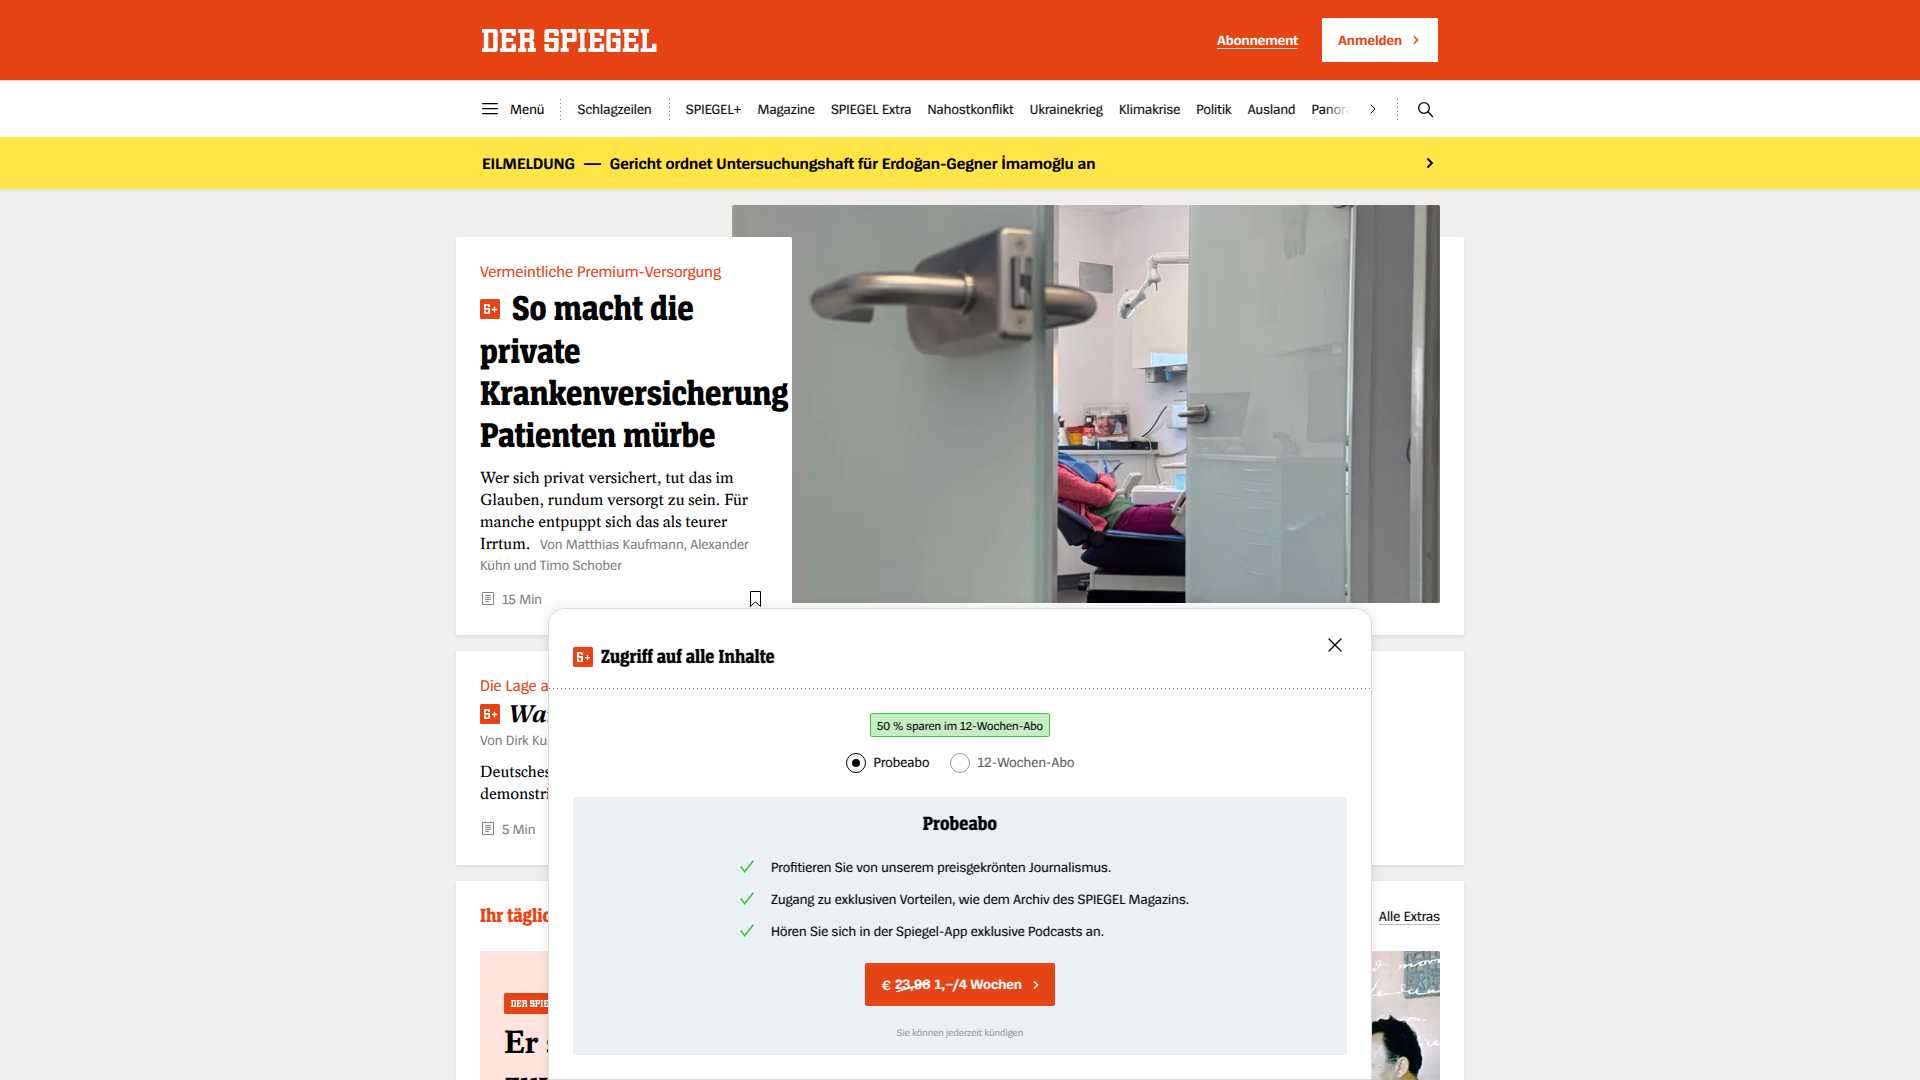 DER SPIEGEL
Abonnement
Anmelden
Menü
Schlagzeilen
SPIEGEL+
Magazine
SPIEGEL Extra
Nahostkonflikt
Ukrainekrieg
Klimakrise
Politik
Ausland
Panor
EILMELDUNG — Gericht ordnet Untersuchungshaft für Erdoğan-Gegner İmamoğlu an
Vermeintliche Premium-Versorgung
So macht die
private
Krankenversicherung
Patienten mürbe
Wer sich privat versichert, tut das im
Glauben, rundum versorgt zu sein. Für
manche entpuppt sich das als teurer
Irrtum. Von Matthias Kaufmann, Alexander
Kühn und Timo Schober
15 Min
Die Lage a
Von Dirk Ku
Deutsches
demonstri
5 Min
Ihr täglic
Alle Extras
DER SPIE
Er
Zugriff auf alle Inhalte
50 % sparen im 12-Wochen-Abo
Probeabo
12-Wochen-Abo
Probeabo
Profitieren Sie von unserem preisgekrönten Journalismus.
Zugang zu exklusiven Vorteilen, wie dem Archiv des SPIEGEL Magazins.
Hören Sie sich in der Spiegel-App exklusive Podcasts an.
€ 23,96 1,–/4 Wochen
Sie können jederzeit kündigen